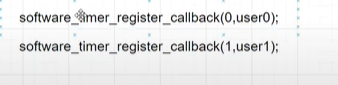 software_timer_register_callback(0,user0);
software_timer_register_callback(1,user1);